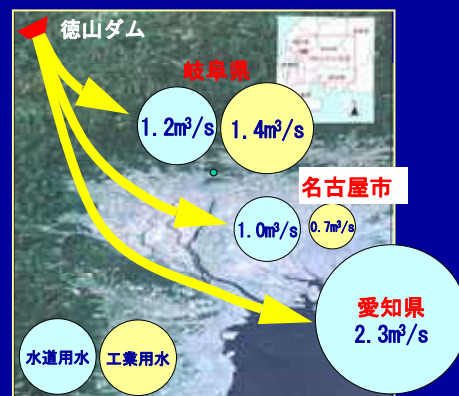 徳山ダム
岐阜県
1.2m³/s
1.4m³/s
名古屋市
1.0m³/s
0.7m³/s
愛知県
2.3m³/s
水道用水
工業用水